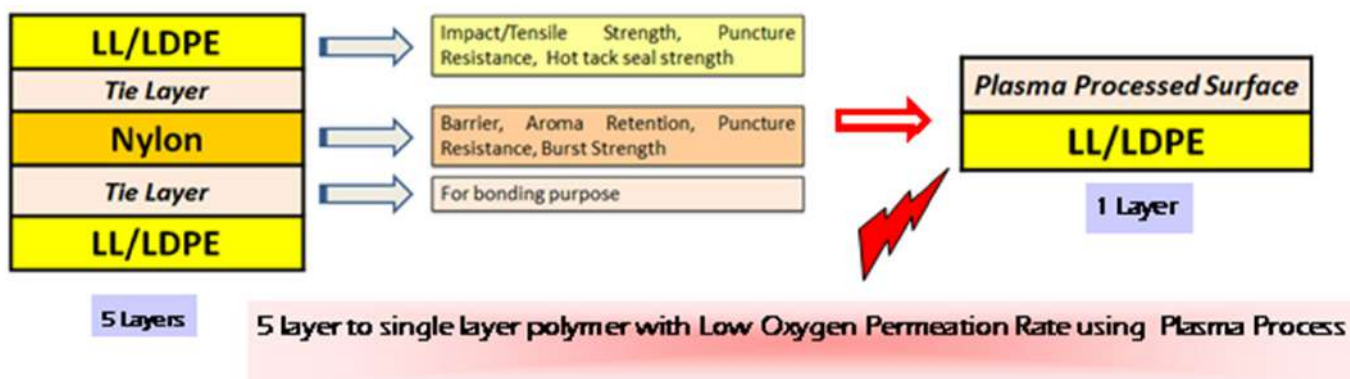 LL/LDPE
Tie Layer
Nylon
Tie Layer
LL/LDPE
5 Layers
Impact/Tensile Strength, Puncture
Resistance, Hot tack seal strength
Barrier, Aroma Retention, Puncture
Resistance, Burst Strength
For bonding purpose
Plasma Processed Surface
LL/LDPE
1 Layer
5 layer to single layer polymer with Low Oxygen Permeation Rate using Plasma Process